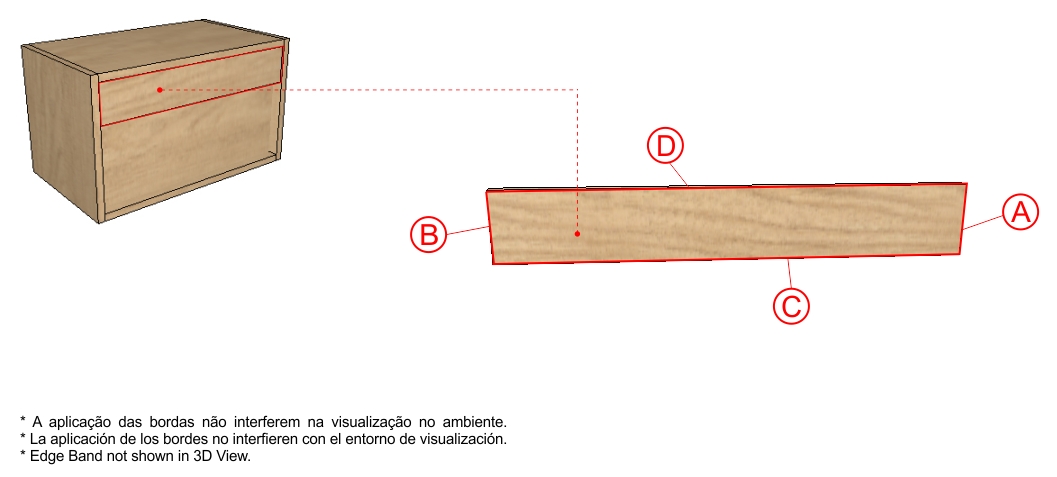 D
A
B
C
* A aplicação das bordas não interferem na visualização no ambiente.
* La aplicación de los bordes no interfieren con el entorno de visualización.
* Edge Band not shown in 3D View.